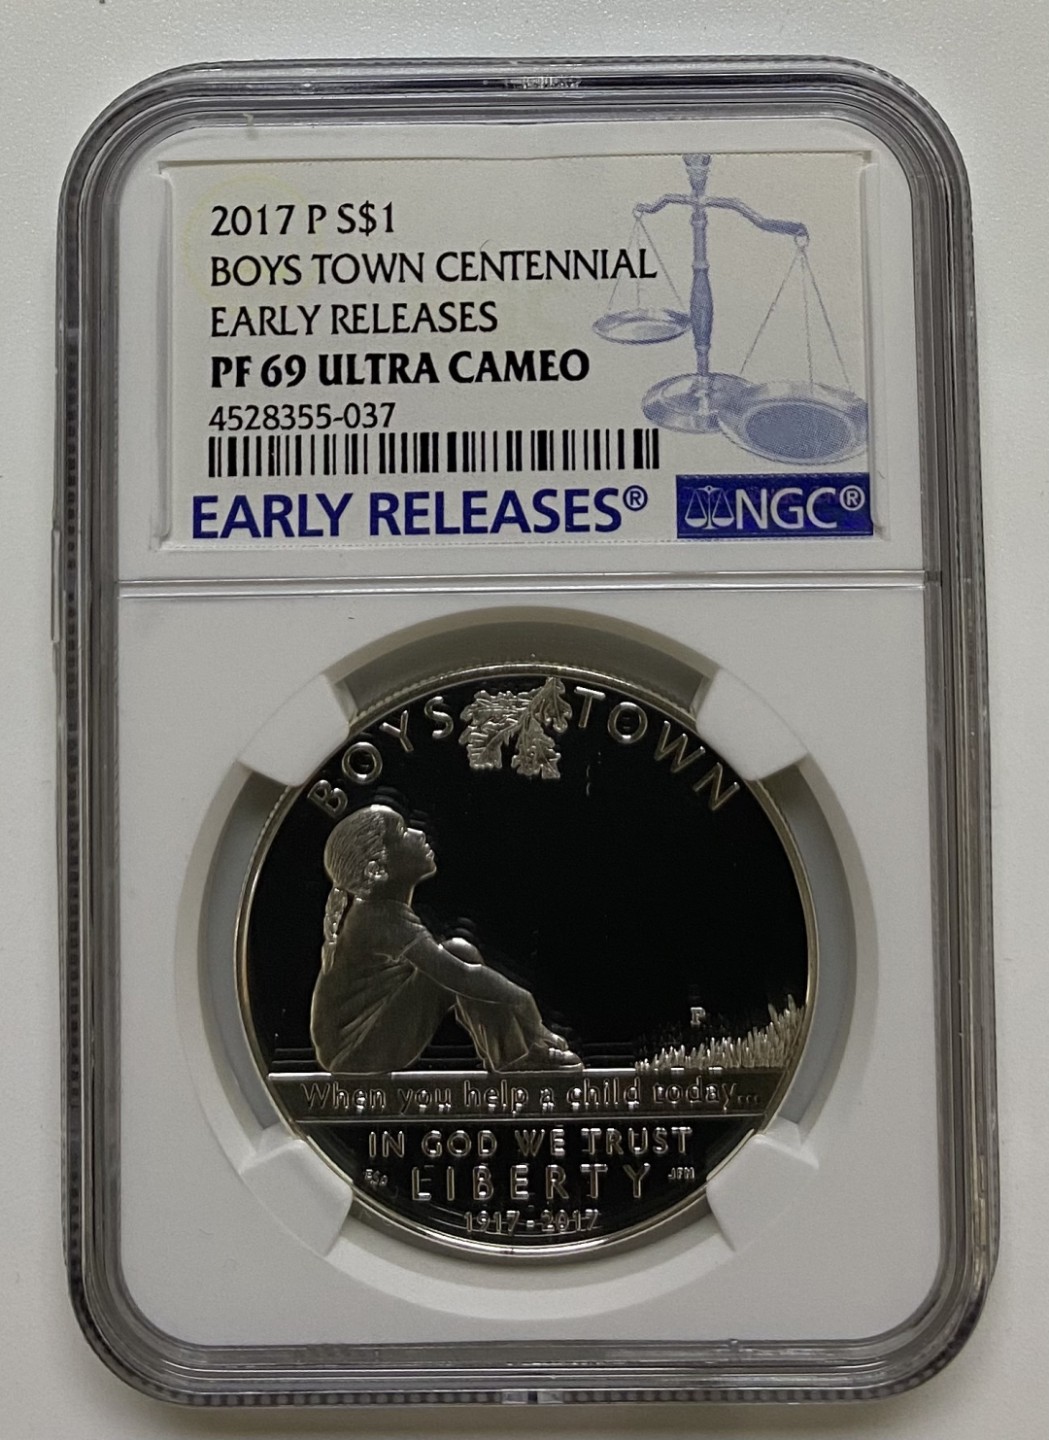 2017 P S$1
BOYS TOWN CENTENNIAL
EARLY RELEASES
PF 69 ULTRA CAMEO
4528355-037
EARLY RELEASES®
NGC®
BOYS TOWN
P
When you help a child today...
IN GOD WE TRUST
LIBERTY JFM
1917-2017